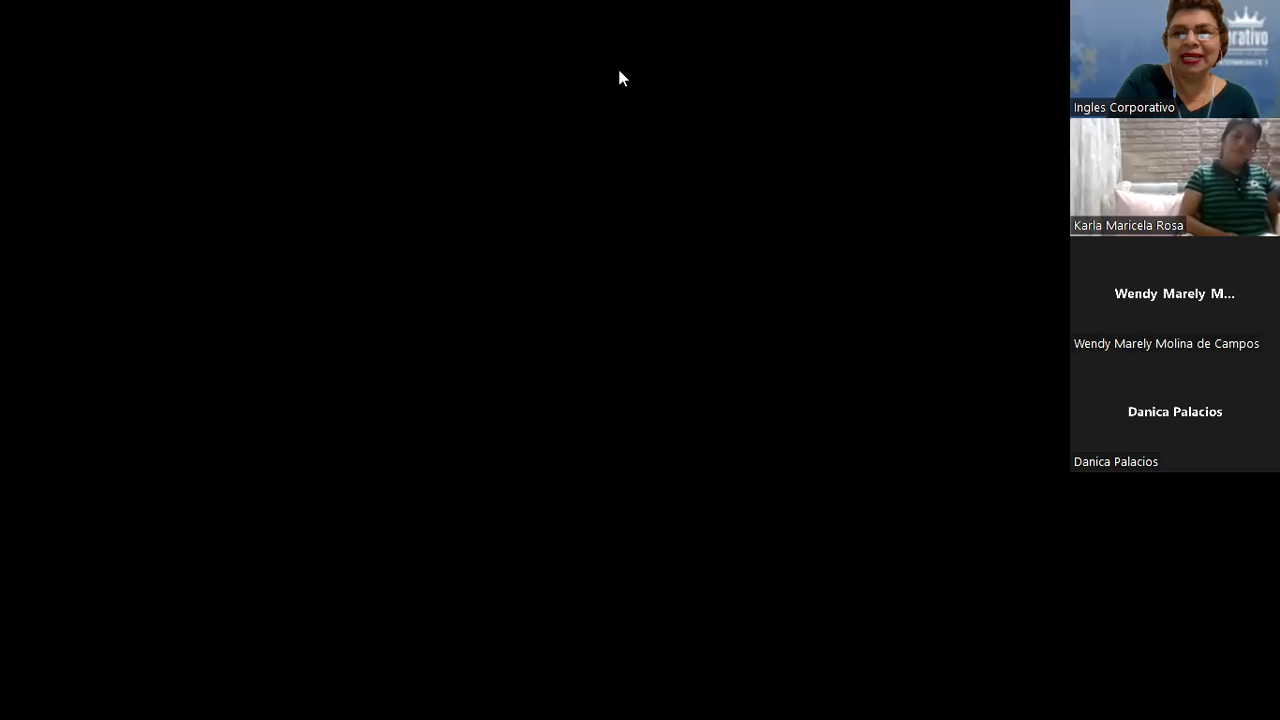 rativo
Ingles Corporativo
Karla Maricela Rosa
Wendy Marely M...
Wendy Marely Molina de Campos
Danica Palacios
Danica Palacios